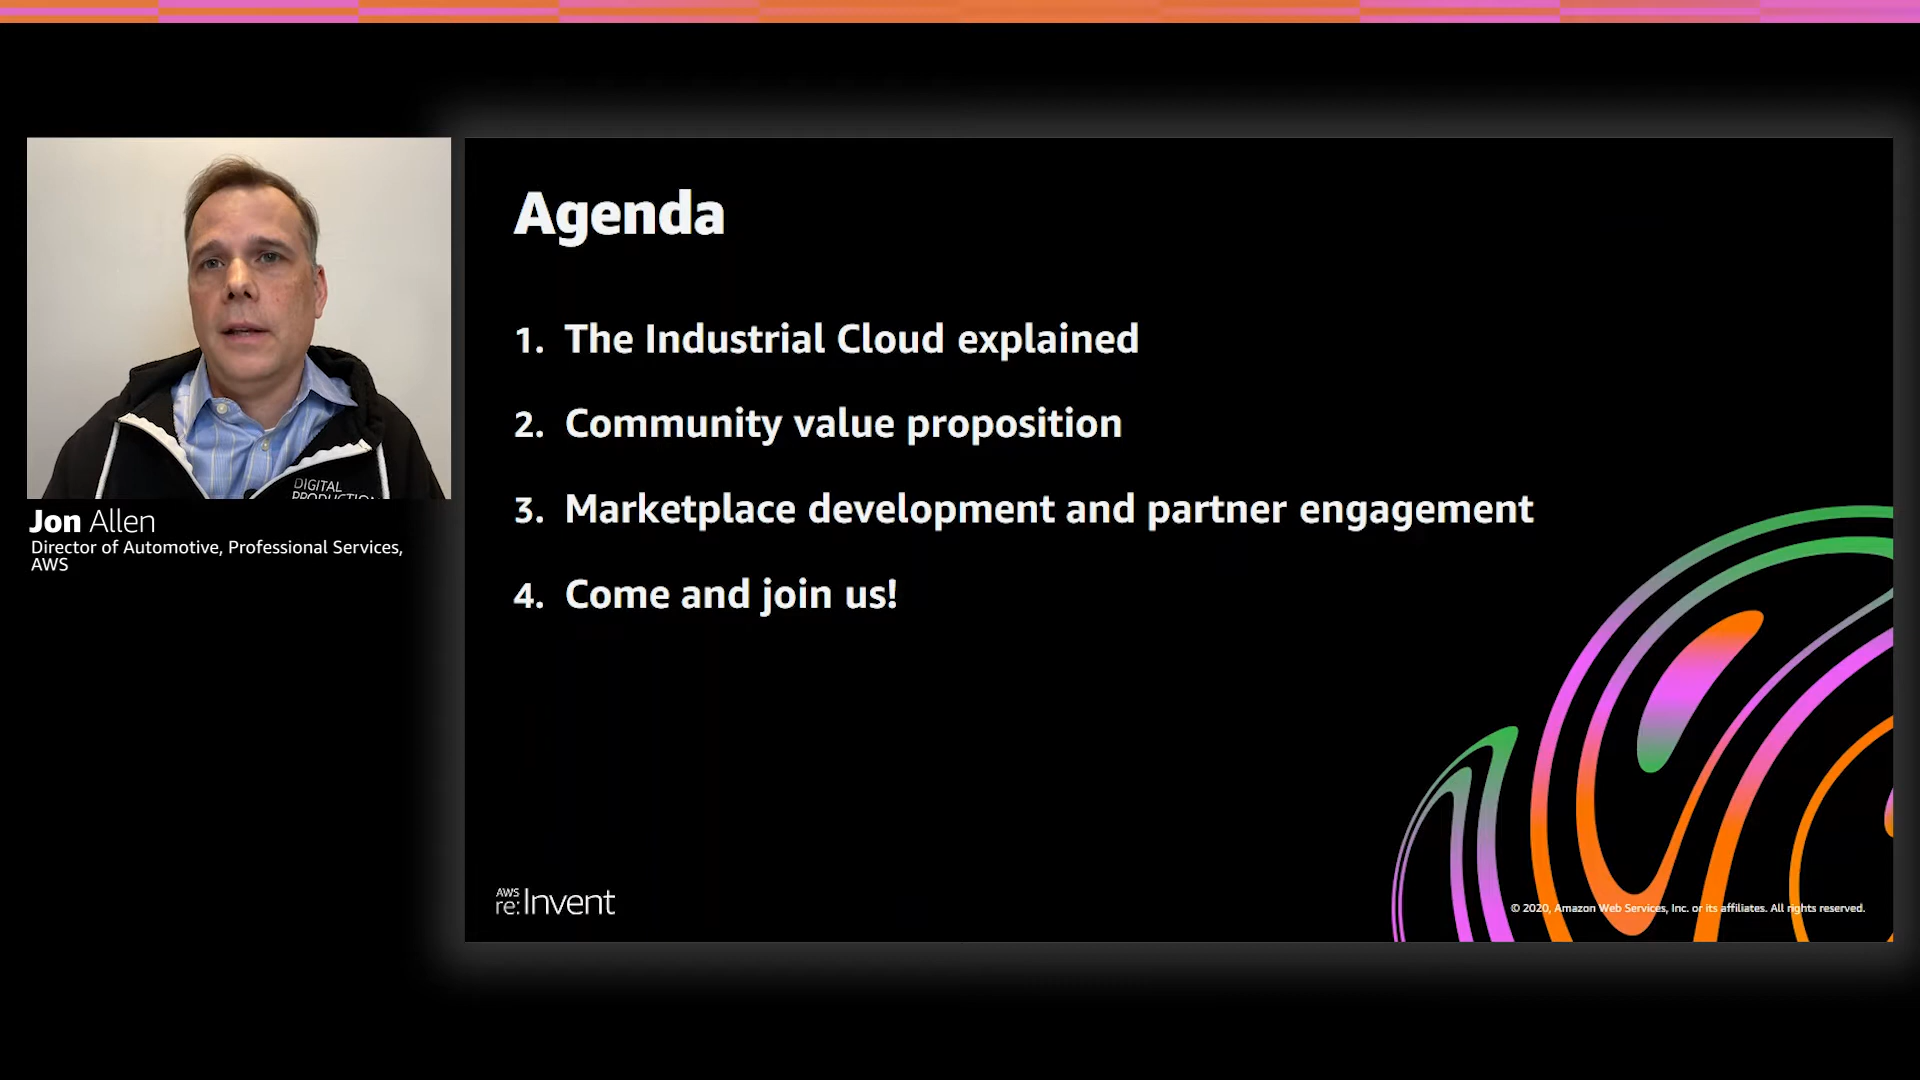 DIGITAL
PRODUCTION
Jon Allen
Director of Automotive, Professional Services,
AWS
Agenda
1. The Industrial Cloud explained
2. Community value proposition
3. Marketplace development and partner engagement
4. Come and join us!
AWS
re:Invent
© 2020, Amazon Web Services, Inc. or its affiliates. All rights reserved.